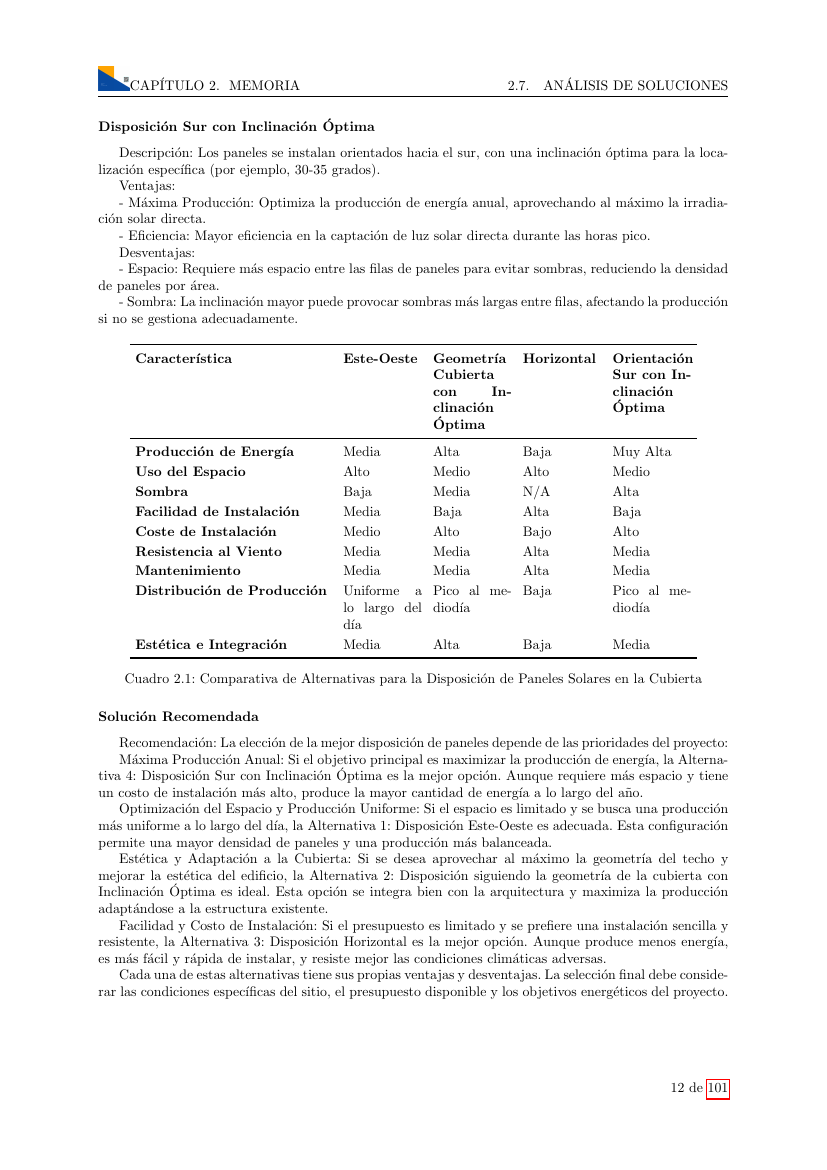 CAPÍTULO 2. MEMORIA 2.7. ANÁLISIS DE SOLUCIONES
Disposición Sur con Inclinación Óptima
Descripción: Los paneles se instalan orientados hacia el sur, con una inclinación óptima para la loca-
lización específica (por ejemplo, 30-35 grados).
Ventajas:
- Máxima Producción: Optimiza la producción de energía anual, aprovechando al máximo la irradia-
ción solar directa.
- Eficiencia: Mayor eficiencia en la captación de luz solar directa durante las horas pico.
Desventajas:
- Espacio: Requiere más espacio entre las filas de paneles para evitar sombras, reduciendo la densidad
de paneles por área.
- Sombra: La inclinación mayor puede provocar sombras más largas entre filas, afectando la producción
si no se gestiona adecuadamente.
Característica Este-Oeste Geometría Horizontal Orientación
Cubierta Sur con In-
con In- clinación
clinación Óptima
Óptima
Producción de Energía Media Alta Baja Muy Alta
Uso del Espacio Alto Medio Alto Medio
Sombra Baja Media N/A Alta
Facilidad de Instalación Media Baja Alta Baja
Coste de Instalación Medio Alto Bajo Alto
Resistencia al Viento Media Media Alta Media
Mantenimiento Media Media Alta Media
Distribución de Producción Uniforme a Pico al me- Baja Pico al me-
lo largo del diodía diodía
día
Estética e Integración Media Alta Baja Media
Cuadro 2.1: Comparativa de Alternativas para la Disposición de Paneles Solares en la Cubierta
Solución Recomendada
Recomendación: La elección de la mejor disposición de paneles depende de las prioridades del proyecto:
Máxima Producción Anual: Si el objetivo principal es maximizar la producción de energía, la Alterna-
tiva 4: Disposición Sur con Inclinación Óptima es la mejor opción. Aunque requiere más espacio y tiene
un costo de instalación más alto, produce la mayor cantidad de energía a lo largo del año.
Optimización del Espacio y Producción Uniforme: Si el espacio es limitado y se busca una producción
más uniforme a lo largo del día, la Alternativa 1: Disposición Este-Oeste es adecuada. Esta configuración
permite una mayor densidad de paneles y una producción más balanceada.
Estética y Adaptación a la Cubierta: Si se desea aprovechar al máximo la geometría del techo y
mejorar la estética del edificio, la Alternativa 2: Disposición siguiendo la geometría de la cubierta con
Inclinación Óptima es ideal. Esta opción se integra bien con la arquitectura y maximiza la producción
adaptándose a la estructura existente.
Facilidad y Costo de Instalación: Si el presupuesto es limitado y se prefiere una instalación sencilla y
resistente, la Alternativa 3: Disposición Horizontal es la mejor opción. Aunque produce menos energía,
es más fácil y rápida de instalar, y resiste mejor las condiciones climáticas adversas.
Cada una de estas alternativas tiene sus propias ventajas y desventajas. La selección final debe conside-
rar las condiciones específicas del sitio, el presupuesto disponible y los objetivos energéticos del proyecto.
12 de 101